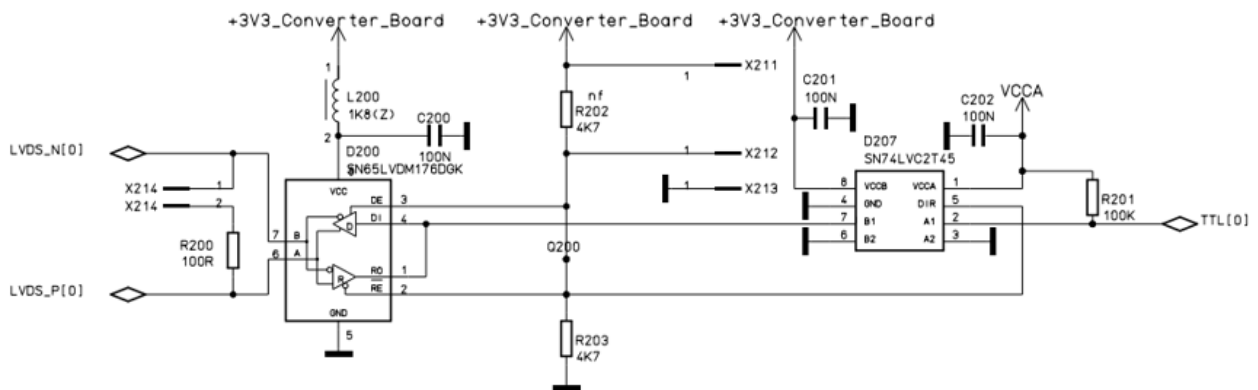 +3V3_Converter_Board
+3V3_Converter_Board
+3V3_Converter_Board
1
L200
1K8(Z)
2
C200
100N
nf
R202
4K7
1
X211
C201
100N
C202
100N
VCCA
LVDS_N[0]
D200
SN65LVDM176DGK
1
X212
D207
SN74LVC2T45
X214
1
X214
2
VCC
1
X213
8
VCCB
VCCA
1
4
GND
DIR
5
7
B1
A1
2
6
B2
A2
3
R201
100K
TTL[0]
DE
3
DI
4
D
7
B
6
A
R200
100R
RO
1
R
RE
2
Q200
LVDS_P[0]
GND
5
R203
4K7